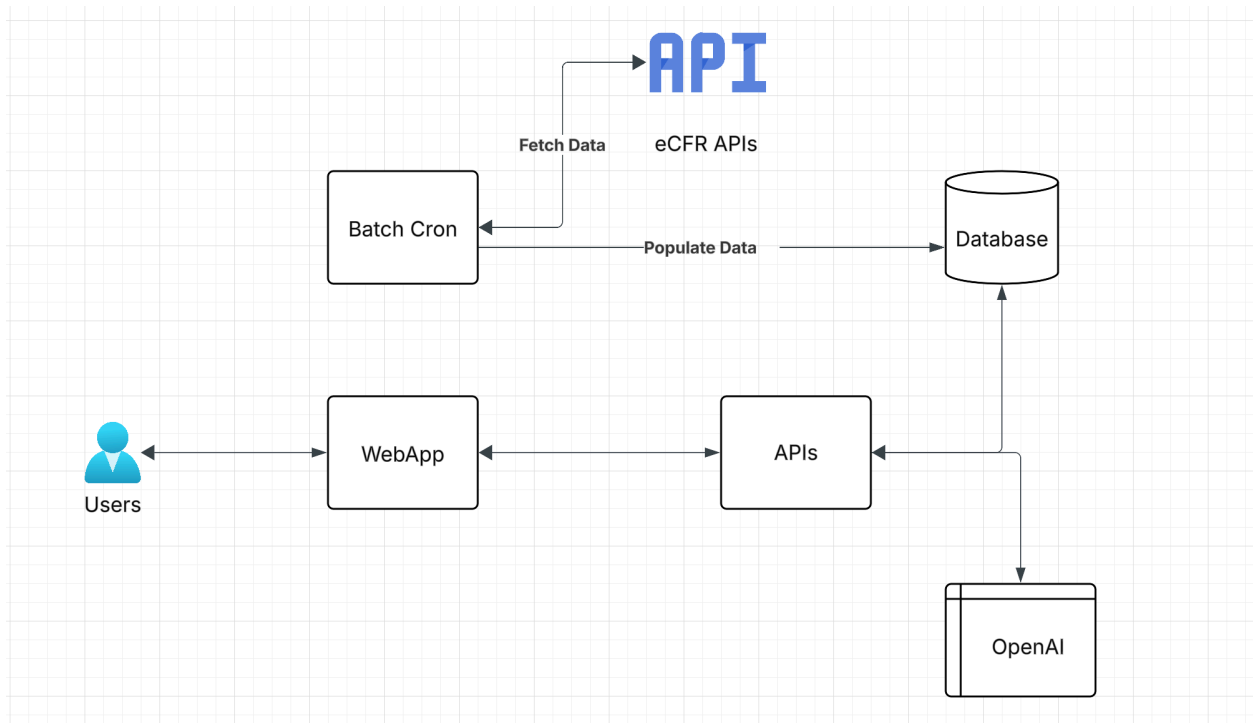 API
Fetch Data
eCFR APIs
Batch Cron
Populate Data
Database
Users
WebApp
APIs
OpenAI